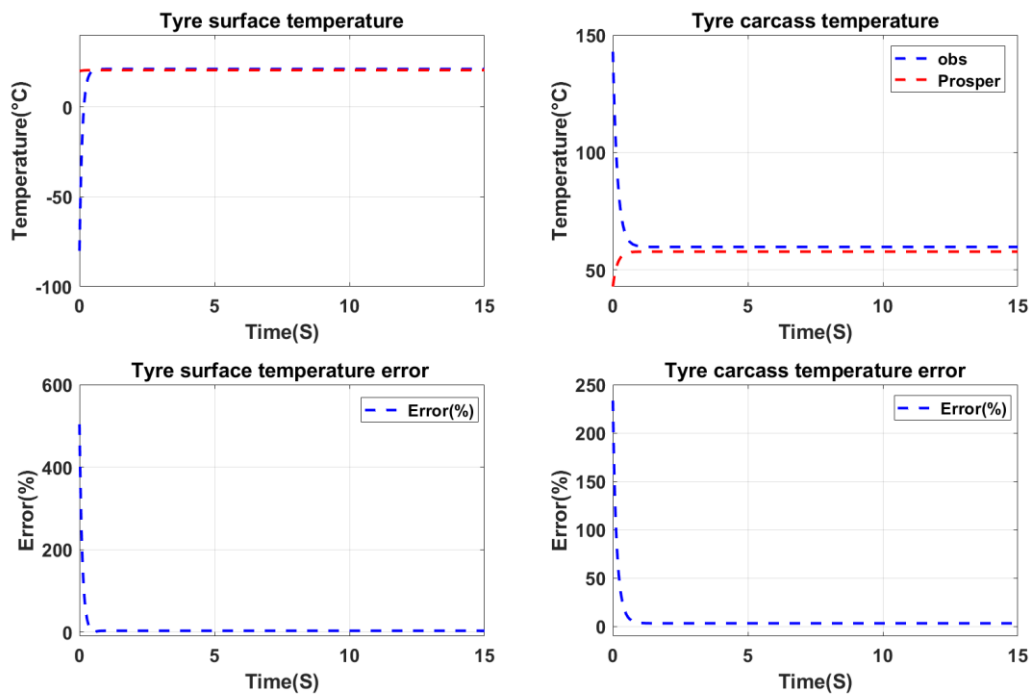 Tyre surface temperature
Temperature(°C)
0
-50
-100
0
5
10
15
Time(S)
Tyre carcass temperature
obs
Prosper
Temperature(°C)
150
100
50
0
5
10
15
Time(S)
Tyre surface temperature error
Error(%)
Error(%)
600
400
200
0
0
5
10
15
Time(S)
Tyre carcass temperature error
Error(%)
Error(%)
250
200
150
100
50
0
0
5
10
15
Time(S)